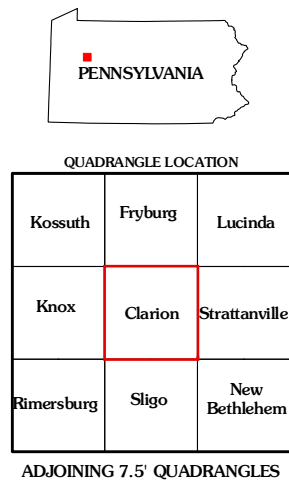 PENNSYLVANIA
QUADRANGLE LOCATION
Kossuth
Fryburg
Lucinda
Knox
Clarion
Strattanville
Rimersburg
Sligo
New
Bethlehem
ADJOINING 7.5' QUADRANGLES